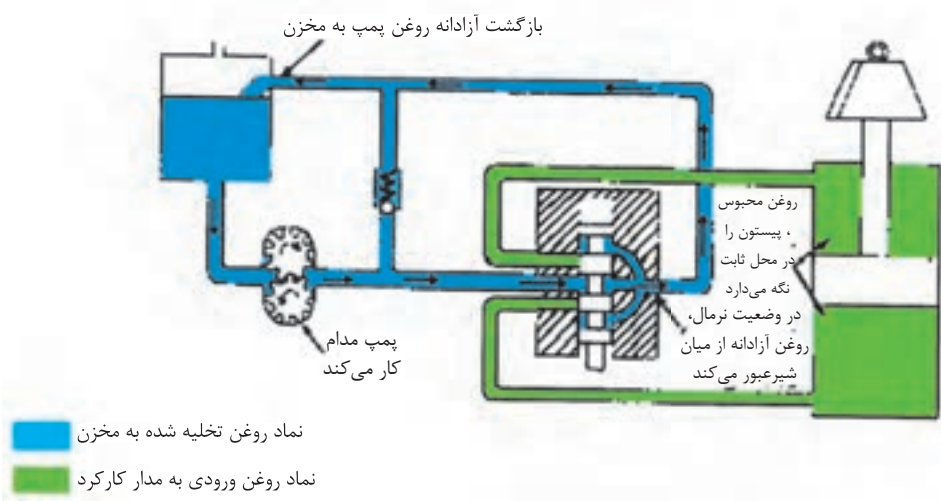 بازگشت آزادانه روغن پمپ به مخزن
روغن محبوس
، پیستون را
در محل ثابت
نگه می‌دارد
در وضعیت نرمال،
روغن آزادانه از میان
شیرعبور می‌کند
پمپ مدام
کار می‌کند
نماد روغن تخلیه شده به مخزن
نماد روغن ورودی به مدار کارکرد